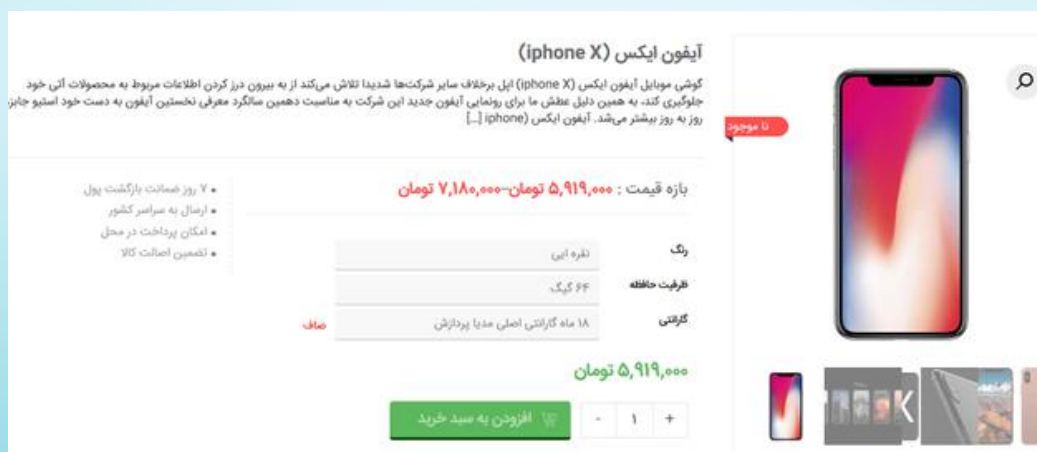 آیفون ایکس (iphone X)
گوشی موبایل آیفون ایکس (iphone X) اپل برخلاف سایر شرکت‌ها شدیدا تلاش می‌کند از به بیرون درز کردن اطلاعات مربوط به محصولات آتی خود
جلوگیری کند، به همین دلیل عطش ما برای رونمایی آیفون جدید این شرکت به مناسبت دهمین سالگرد معرفی نخستین آیفون به دست خود استیو جابز،
روز به روز بیشتر می‌شد. آیفون ایکس (iphone [...]
نا موجود
بازه قیمت : ۵,۹۱۹,۰۰۰ تومان–۷,۱۸۰,۰۰۰ تومان
رنگ
نقره ایی
ظرفیت حافظه
۶۴ گیگ
گارانتی
۱۸ ماه گارانتی اصلی مدیا پردازش
صاف
۵,۹۱۹,۰۰۰ تومان
+ ۱ -
افزودن به سبد خرید
• ۷ روز ضمانت بازگشت پول
• ارسال به سراسر کشور
• امکان پرداخت در محل
• تضمین اصالت کالا